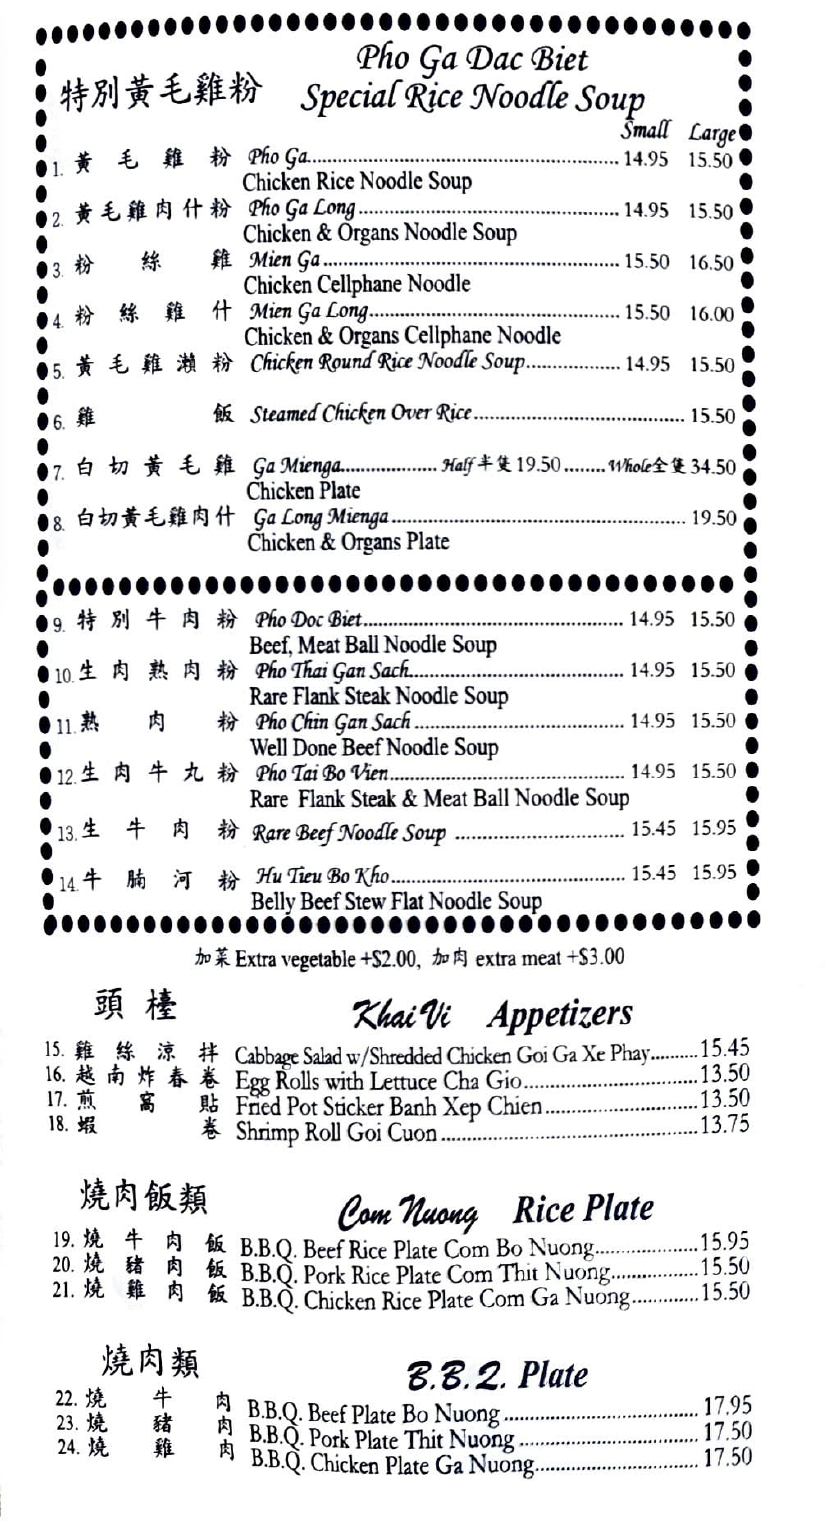 Pho Ga Dac Biet
特別黃毛雞粉 Special Rice Noodle Soup
Small Large
1. 黃毛雞粉 Pho Ga.......... 14.95 15.50
Chicken Rice Noodle Soup
2. 黃毛雞肉什粉 Pho Ga Long.......... 14.95 15.50
Chicken & Organs Noodle Soup
3. 粉絲雞 Mien Ga.......... 15.50 16.50
Chicken Cellphane Noodle
4. 粉絲雞什 Mien Ga Long.......... 15.50 16.00
Chicken & Organs Cellphane Noodle
5. 黃毛雞瀨粉 Chicken Round Rice Noodle Soup.......... 14.95 15.50
6. 雞飯 Steamed Chicken Over Rice.......... 15.50
7. 白切黃毛雞 Ga Mienga.......... Half半隻19.50........Whole全隻34.50
Chicken Plate
8. 白切黃毛雞肉什 Ga Long Mienga.......... 19.50
Chicken & Organs Plate
9. 特別牛肉粉 Pho Doc Biet.......... 14.95 15.50
Beef, Meat Ball Noodle Soup
10. 生肉熟肉粉 Pho Thai Gan Sach.......... 14.95 15.50
Rare Flank Steak Noodle Soup
11. 熟肉粉 Pho Chin Gan Sach.......... 14.95 15.50
Well Done Beef Noodle Soup
12. 生肉牛丸粉 Pho Tai Bo Vien.......... 14.95 15.50
Rare Flank Steak & Meat Ball Noodle Soup
13. 生牛肉粉 Rare Beef Noodle Soup .......... 15.45 15.95
14. 牛腩河粉 Hu Tieu Bo Kho.......... 15.45 15.95
Belly Beef Stew Flat Noodle Soup
加菜 Extra vegetable +$2.00, 加肉 extra meat +$3.00
頭檯 Khai Vi Appetizers
15. 雞絲涼拌 Cabbage Salad w/Shredded Chicken Goi Ga Xe Phay..........15.45
16. 越南炸春卷 Egg Rolls with Lettuce Cha Gio..........13.50
17. 煎窩貼 Fried Pot Sticker Banh Xep Chien..........13.50
18. 蝦卷 Shrimp Roll Goi Cuon..........13.75
燒肉飯類 Com Nuong Rice Plate
19. 燒牛肉飯 B.B.Q. Beef Rice Plate Com Bo Nuong..........15.95
20. 燒豬肉飯 B.B.Q. Pork Rice Plate Com Thit Nuong..........15.50
21. 燒雞肉飯 B.B.Q. Chicken Rice Plate Com Ga Nuong..........15.50
燒肉類 B.B.Q. Plate
22. 燒牛肉 B.B.Q. Beef Plate Bo Nuong..........17.95
23. 燒豬肉 B.B.Q. Pork Plate Thit Nuong..........17.50
24. 燒雞肉 B.B.Q. Chicken Plate Ga Nuong..........17.50